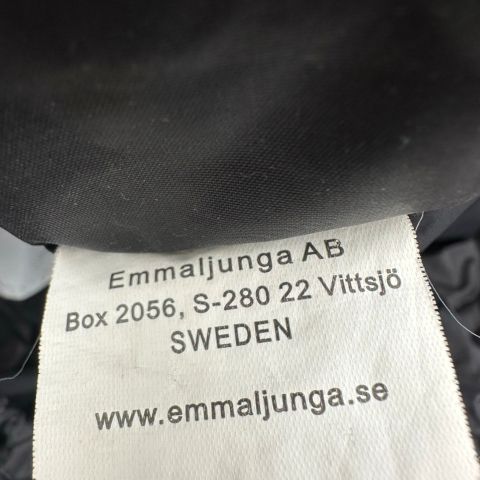 Emmaljunga AB
Box 2056, S-280 22 Vittsjö
SWEDEN
www.emmaljunga.se